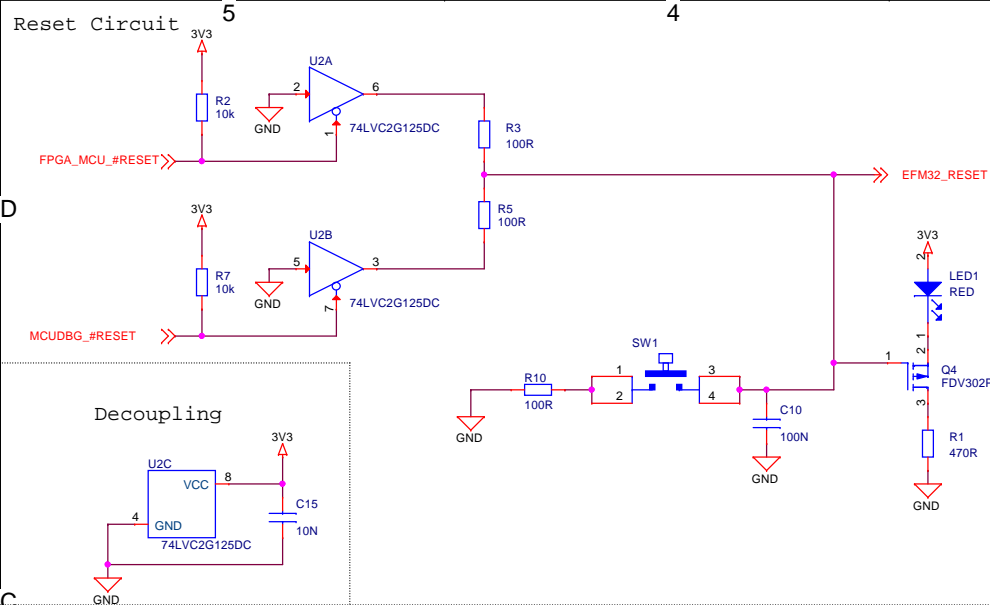 5
4
Reset Circuit
3V3
R2
10k
U2A
2
6
1
GND
74LVC2G125DC
FPGA_MCU_#RESET
R3
100R
EFM32_RESET
D
3V3
R7
10k
U2B
5
3
7
GND
74LVC2G125DC
MCUDBG_#RESET
R5
100R
3V3
2
LED1
RED
1
SW1
R10
100R
1
2
3
4
GND
C10
100N
GND
1
2
3
Q4
FDV302P
R1
470R
GND
Decoupling
3V3
U2C
VCC
8
4
GND
74LVC2G125DC
C15
10N
GND
C